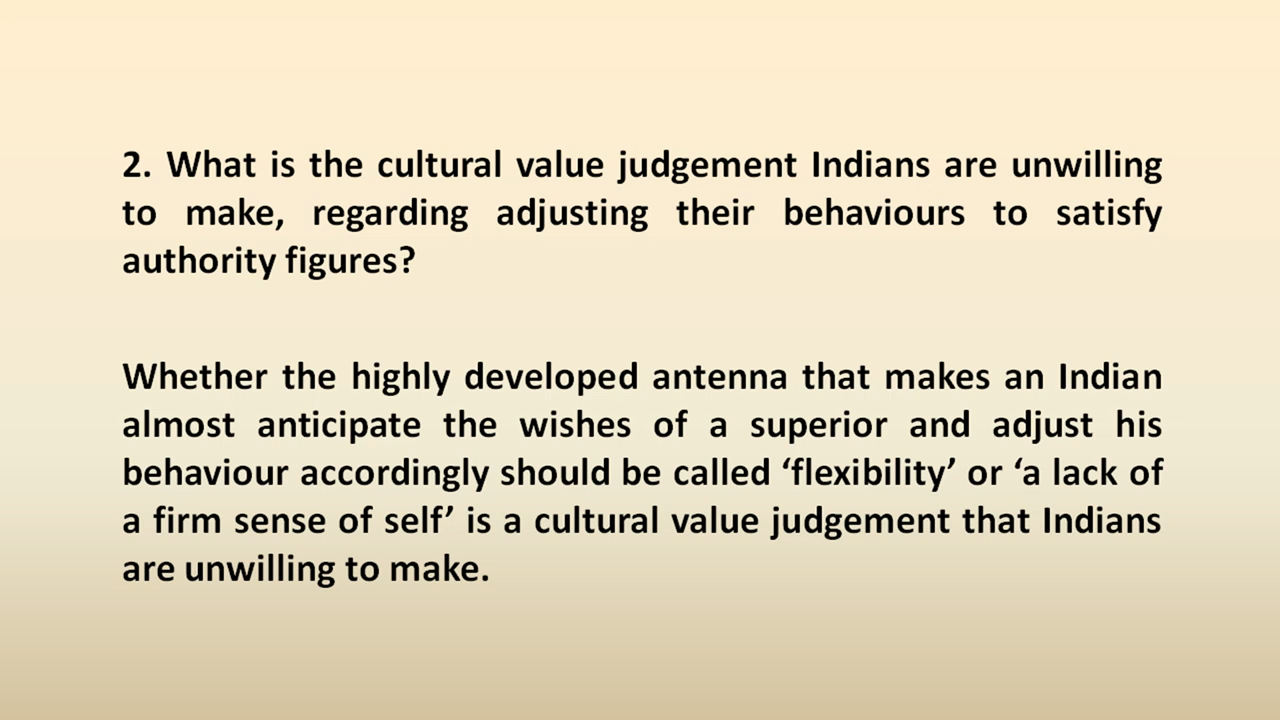 2. What is the cultural value judgement Indians are unwilling
to make, regarding adjusting their behaviours to satisfy
authority figures?
Whether the highly developed antenna that makes an Indian
almost anticipate the wishes of a superior and adjust his
behaviour accordingly should be called ‘flexibility’ or ‘a lack of
a firm sense of self’ is a cultural value judgement that Indians
are unwilling to make.